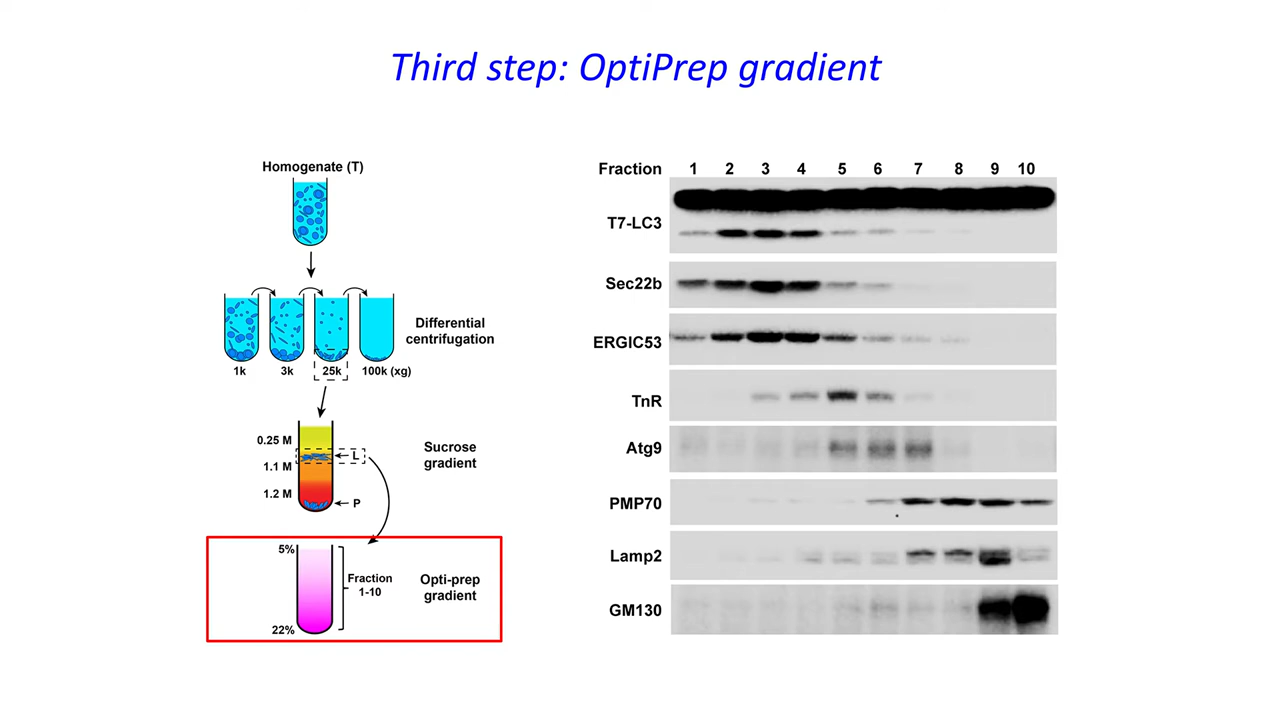 Third step: OptiPrep gradient
Homogenate (T)
Differential
centrifugation
1k 3k 25k 100k (xg)
0.25 M
1.1 M
1.2 M
L
P
Sucrose
gradient
5%
22%
Fraction
1-10
Opti-prep
gradient
Fraction 1 2 3 4 5 6 7 8 9 10
T7-LC3
Sec22b
ERGIC53
TnR
Atg9
PMP70
Lamp2
GM130